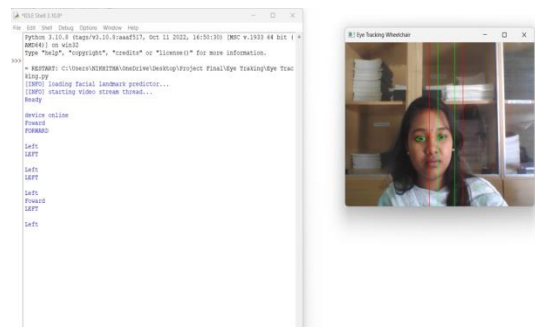 *IDLE Shell 3.10.8*
File Edit Shell Debug Options Window Help
Python 3.10.8 (tags/v3.10.8:aaaf517, Oct 11 2022, 16:50:30) [MSC v.1933 64 bit (
AMD64)] on win32
Type "help", "copyright", "credits" or "license()" for more information.
>>>
= RESTART: C:\Users\NIKHITHA\OneDrive\Desktop\Project Final\Eye Traking\Eye Trac
king.py
[INFO] loading facial landmark predictor...
[INFO] starting video stream thread...
Ready
device online
Foward
FORWARD
Left
LEFT
Left
LEFT
Left
Foward
LEFT
Left
Eye Tracking Wheelchair